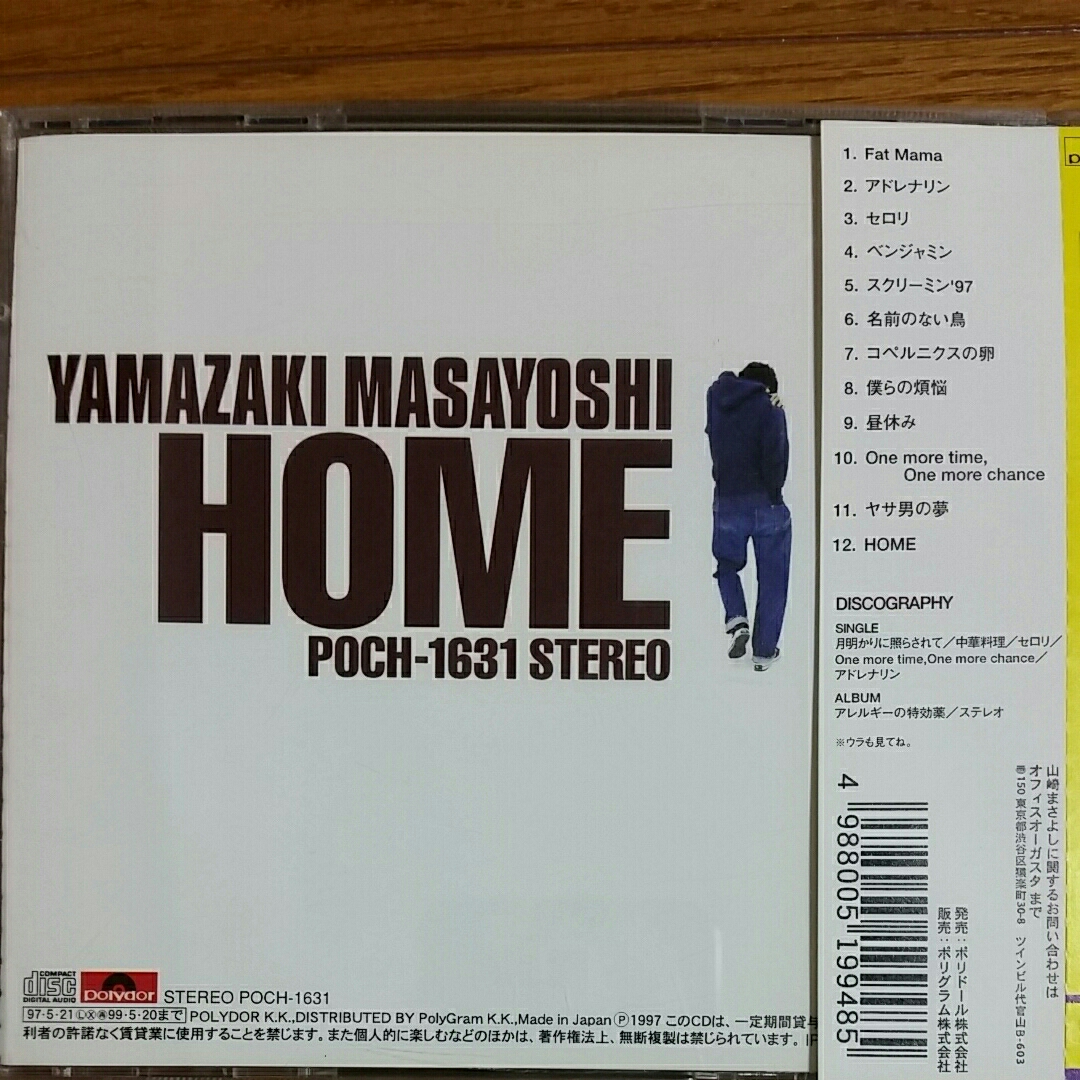 YAMAZAKI MASAYOSHI
HOME
POCH-1631 STEREO
COMPACT
disc
DIGITAL AUDIO
polydor
STEREO POCH-1631
97·5·21 99·5·20まで POLYDOR K.K.,DISTRIBUTED BY PolyGram K.K.,Made in Japan Ⓟ1997 このCDは、一定期間貸与
利者の許諾なく賃貸業に使用することを禁じます。また個人的に楽しむなどのほかは、著作権法上、無断複製は禁じられています。
1. Fat Mama
2. アドレナリン
3. セロリ
4. ベンジャミン
5. スクリーミン'97
6. 名前のない鳥
7. コペルニクスの卵
8. 僕らの煩悩
9. 昼休み
10. One more time,
One more chance
11. ヤサ男の夢
12. HOME
DISCOGRAPHY
SINGLE
月明かりに照らされて／中華料理／セロリ／
One more time,One more chance／
アドレナリン
ALBUM
アレルギーの特効薬／ステレオ
※ウラも見てね。
山崎まさよしに関するお問い合わせは
オフィスオーガスタ まで
〠150 東京都渋谷区猿楽町30-8 ツインビル代官山B-603
発売：ポリドール株式会社
販売：ポリグラム株式会社
4 988005 199485